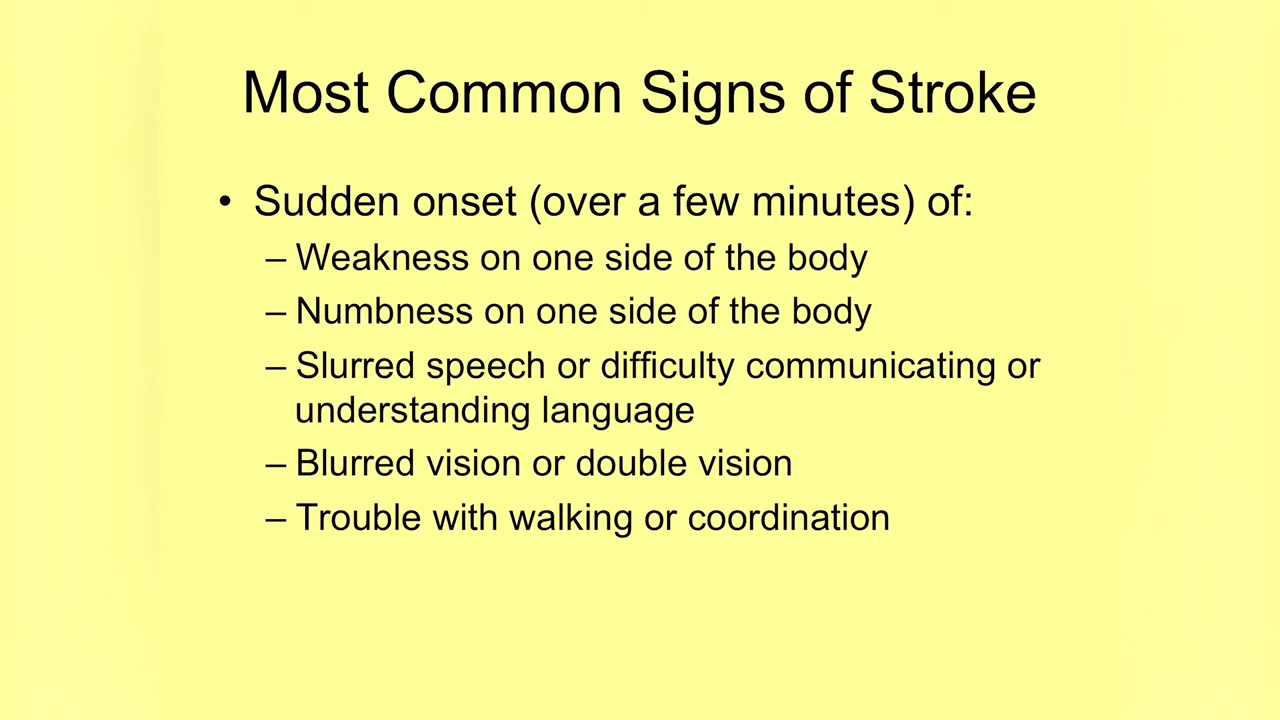 Most Common Signs of Stroke
• Sudden onset (over a few minutes) of:
– Weakness on one side of the body
– Numbness on one side of the body
– Slurred speech or difficulty communicating or
understanding language
– Blurred vision or double vision
– Trouble with walking or coordination